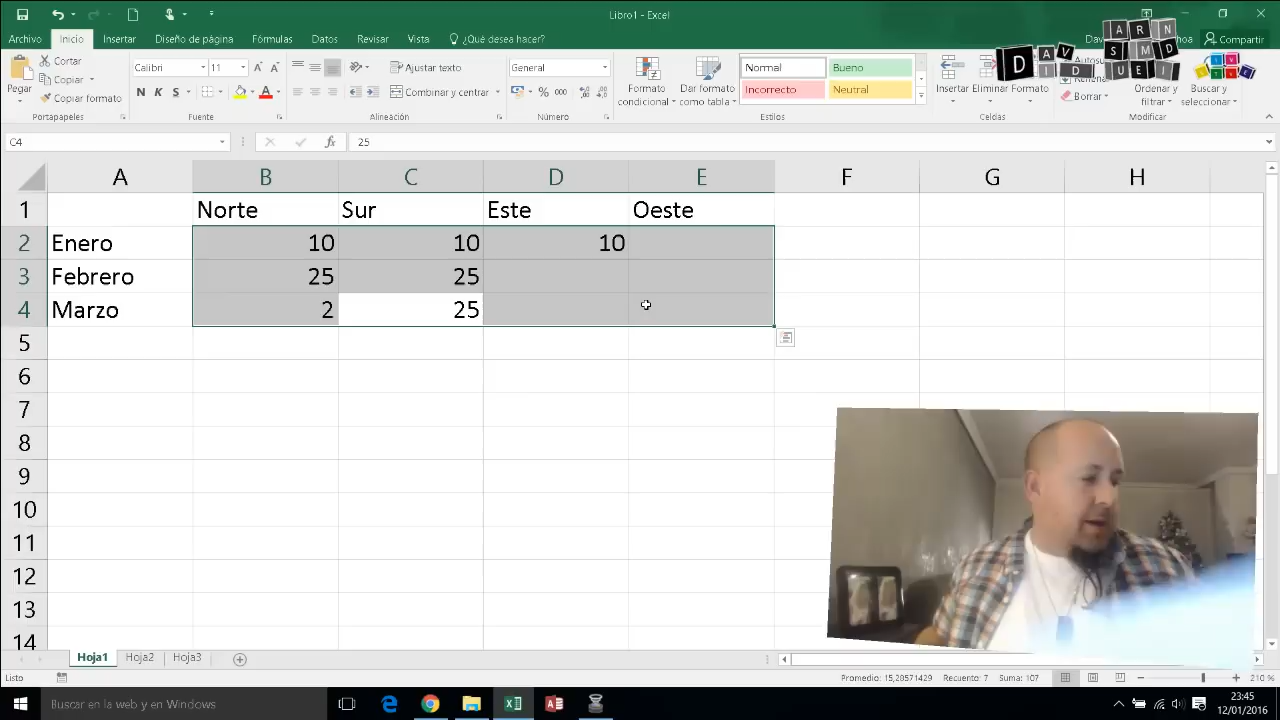 Libro1 - Excel
Archivo Inicio Insertar Diseño de página Fórmulas Datos Revisar Vista ¿Qué desea hacer? Compartir
Pegar
Cortar
Copiar
Copiar formato
Portapapeles
Calibri 11
N K S
Fuente
Ajustar texto
Combinar y centrar
Alineación
General
% 000
Número
Formato condicional
Dar formato como tabla
Normal Bueno
Incorrecto Neutral
Estilos
Insertar Eliminar Formato
Celdas
Borrar
Ordenar y filtrar
Buscar y seleccionar
Modificar
DAVID
ARN
SMD
UEL
C4 fx 25
A B C D E F G H
1 Norte Sur Este Oeste
2 Enero 10 10 10
3 Febrero 25 25
4 Marzo 2 25
5
6
7
8
9
10
11
12
13
14
Hoja1 Hoja2 Hoja3
Listo Promedio: 15,28571429 Recuento: 7 Suma: 107 210 %
Buscar en la web y en Windows
23:45
12/01/2016